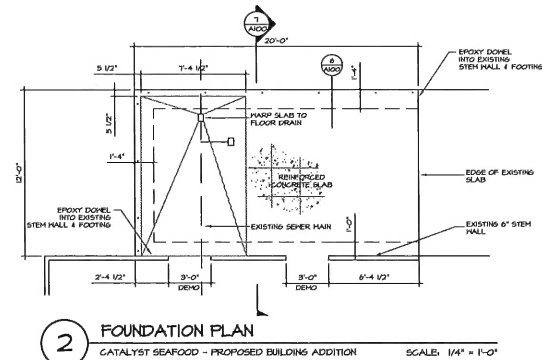 7
A100
20'-0"
6
A100
EPOXY DOWEL
INTO EXISTING
STEM WALL & FOOTING
5 1/2"
7'-4 1/2"
1'-4"
5 1/2"
WARP SLAB TO
FLOOR DRAIN
1'-4"
12'-0"
REINFORCED
CONCRETE SLAB
EDGE OF EXISTING
SLAB
EPOXY DOWEL
INTO EXISTING
STEM WALL & FOOTING
EXISTING SEWER MAIN
1'-0"
EXISTING 6" STEM
WALL
2'-4 1/2"
3'-0"
DEMO
3'-0"
DEMO
6'-4 1/2"
2
FOUNDATION PLAN
CATALYST SEAFOOD - PROPOSED BUILDING ADDITION
SCALE: 1/4" = 1'-0"